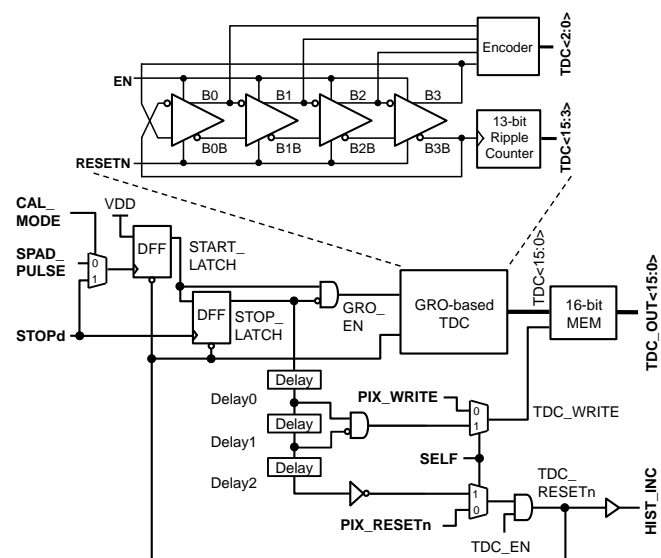 Encoder
TDC<2:0>
EN
B0
B1
B2
B3
B0B
B1B
B2B
B3B
13-bit
Ripple
Counter
TDC<15:3>
RESETN
CAL_
MODE
VDD
SPAD_
PULSE
0
1
DFF
START_
LATCH
DFF
STOP_
LATCH
STOPd
GRO_
EN
GRO-based
TDC
TDC<15:0>
16-bit
MEM
TDC_OUT<15:0>
Delay
Delay0
Delay
Delay1
Delay
Delay2
PIX_WRITE
0
1
TDC_WRITE
SELF
1
0
PIX_RESETn
TDC_
RESETn
TDC_EN
HIST_INC